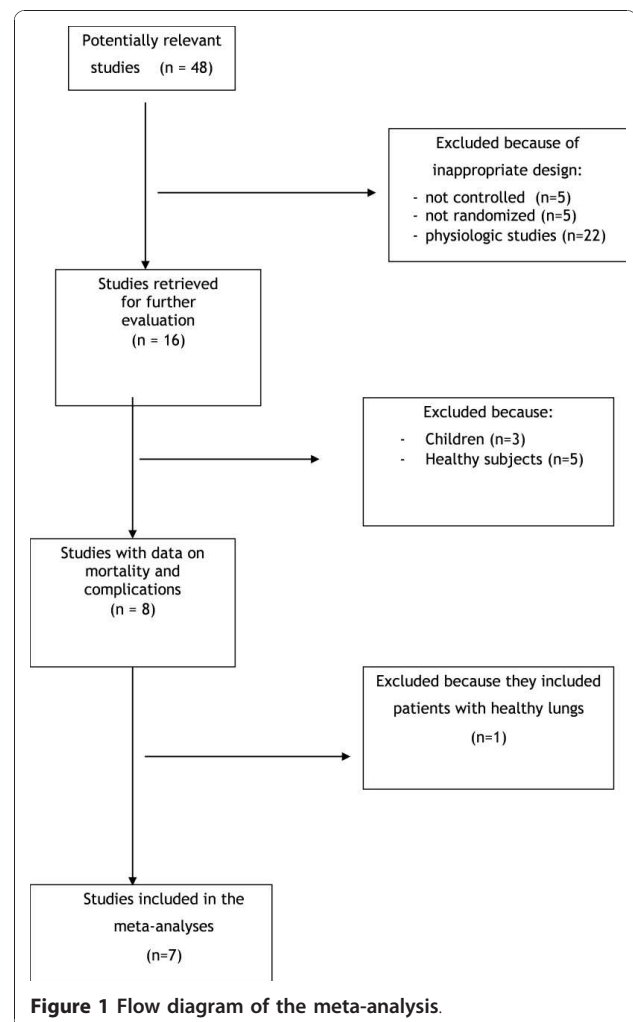 Potentially relevant
studies (n = 48)
Excluded because of
inappropriate design:
- not controlled (n=5)
- not randomized (n=5)
- physiologic studies (n=22)
Studies retrieved
for further
evaluation
(n = 16)
Excluded because:
- Children (n=3)
- Healthy subjects (n=5)
Studies with data on
mortality and
complications
(n = 8)
Excluded because they included
patients with healthy lungs
(n=1)
Studies included in the
meta-analyses
(n=7)
Figure 1 Flow diagram of the meta-analysis.